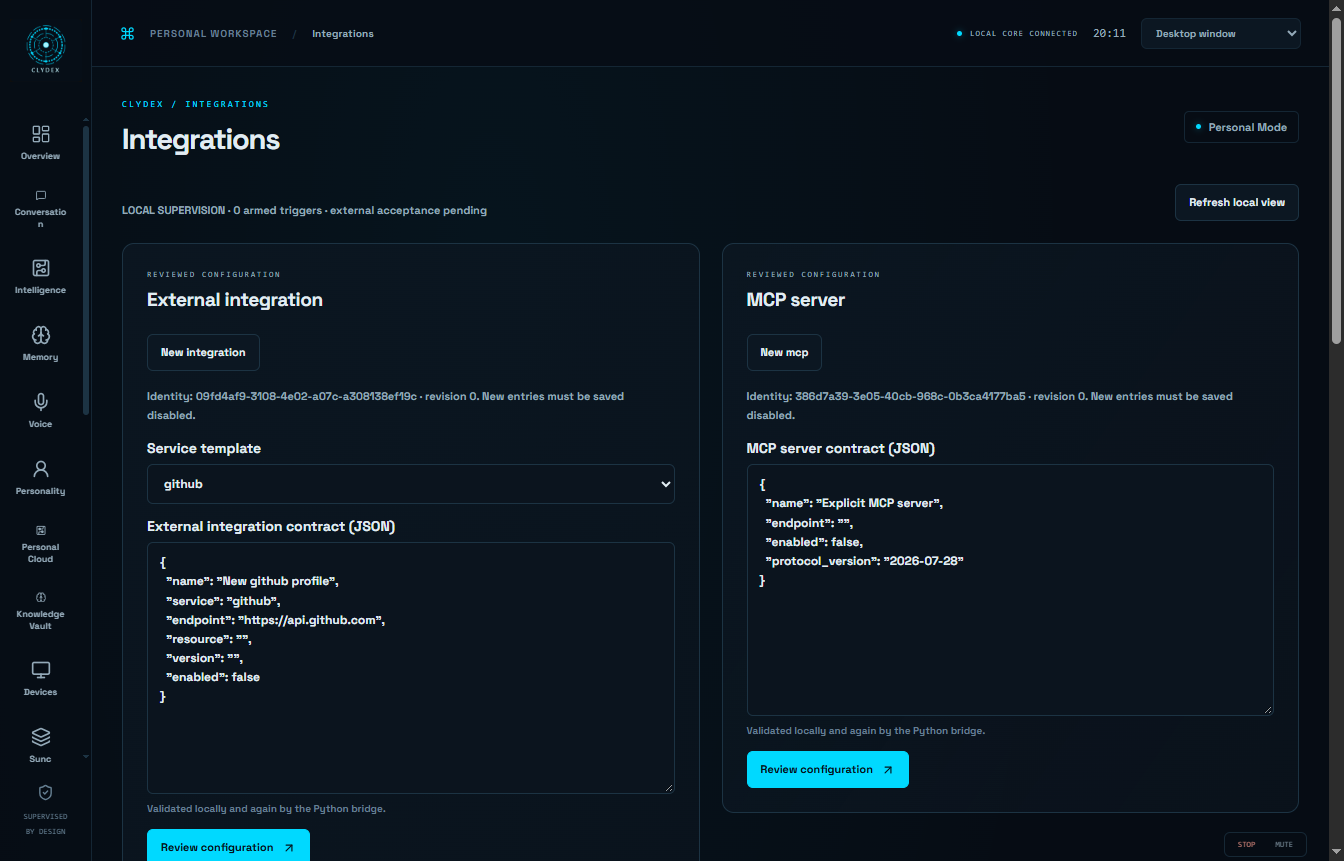 CLYDEX
PERSONAL WORKSPACE / Integrations
LOCAL CORE CONNECTED 20:11 Desktop window
Overview
Conversatio
n
Intelligence
Memory
Voice
Personality
Personal
Cloud
Knowledge
Vault
Devices
Sunc
SUPERVISED
BY DESIGN
CLYDEX / INTEGRATIONS
Integrations
Personal Mode
LOCAL SUPERVISION · 0 armed triggers · external acceptance pending
Refresh local view
REVIEWED CONFIGURATION
External integration
New integration
Identity: 09fd4af9-3108-4e02-a07c-a308138ef19c · revision 0. New entries must be saved
disabled.
Service template
github
External integration contract (JSON)
{
"name": "New github profile",
"service": "github",
"endpoint": "https://api.github.com",
"resource": "",
"version": "",
"enabled": false
}
Validated locally and again by the Python bridge.
Review configuration
REVIEWED CONFIGURATION
MCP server
New mcp
Identity: 386d7a39-3e05-40cb-968c-0b3ca4177ba5 · revision 0. New entries must be saved
disabled.
MCP server contract (JSON)
{
"name": "Explicit MCP server",
"endpoint": "",
"enabled": false,
"protocol_version": "2026-07-28"
}
Validated locally and again by the Python bridge.
Review configuration
STOP MUTE